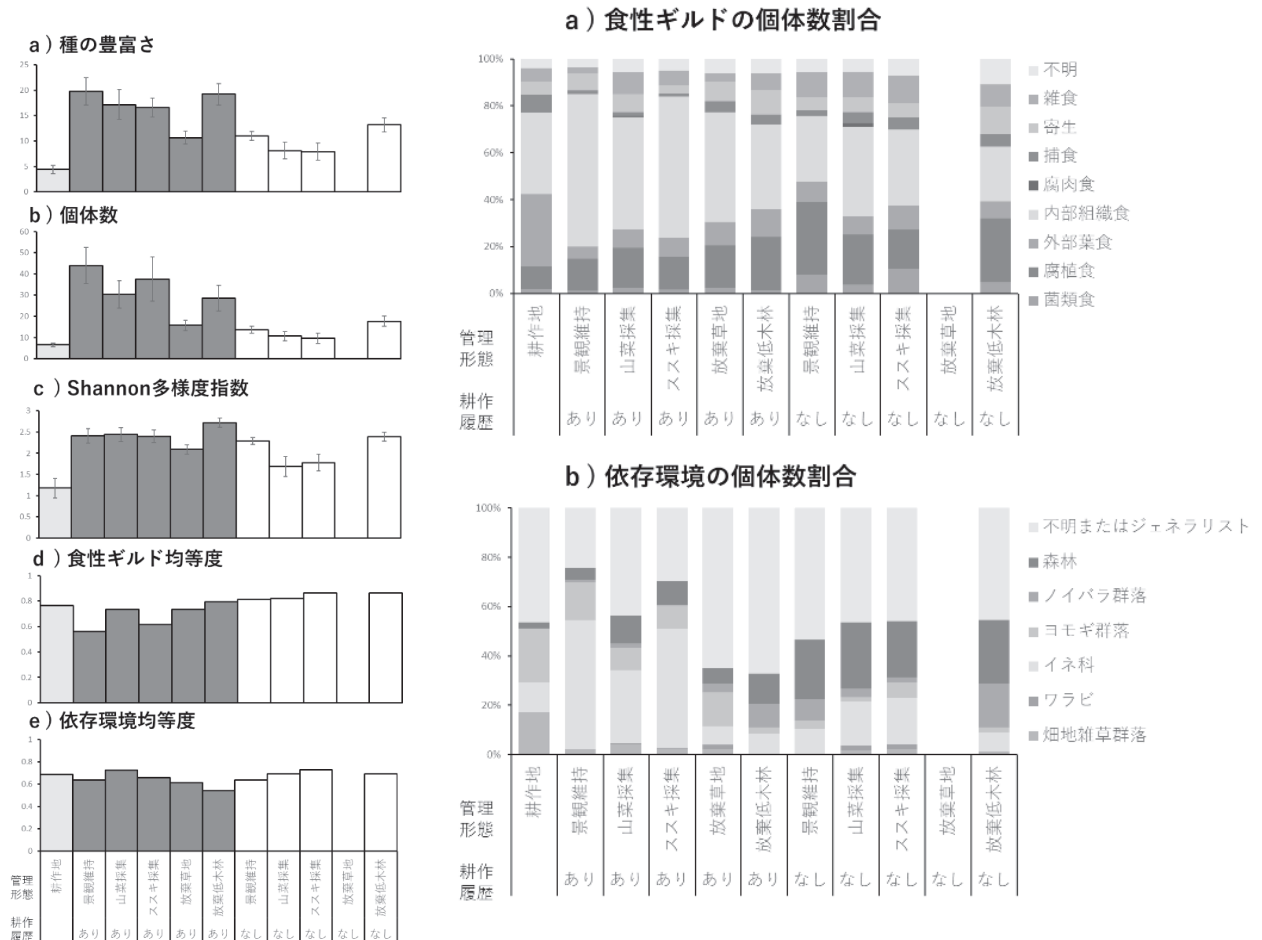 a ) 種の豊富さ
25
20
15
10
5
0
b ) 個体数
60
50
40
30
20
10
0
c ) Shannon多様度指数
3
2.5
2
1.5
1
0.5
0
d ) 食性ギルド均等度
1
0.8
0.6
0.4
0.2
0
e ) 依存環境均等度
1
0.8
0.6
0.4
0.2
0
管理
形態
耕作地
景観維持
山菜採集
ススキ採集
放棄草地
放棄低木林
景観維持
山菜採集
ススキ採集
放棄草地
放棄低木林
耕作
履歴
あり あり あり あり あり なし なし なし なし なし
a ) 食性ギルドの個体数割合
100%
80%
60%
40%
20%
0%
不明
雑食
寄生
捕食
腐肉食
内部組織食
外部葉食
腐植食
菌類食
管理
形態
耕作地
景観維持
山菜採集
ススキ採集
放棄草地
放棄低木林
景観維持
山菜採集
ススキ採集
放棄草地
放棄低木林
耕作
履歴
あり あり あり あり あり なし なし なし なし なし
b ) 依存環境の個体数割合
100%
80%
60%
40%
20%
0%
不明またはジェネラリスト
森林
ノイバラ群落
ヨモギ群落
イネ科
ワラビ
畑地雑草群落
管理
形態
耕作地
景観維持
山菜採集
ススキ採集
放棄草地
放棄低木林
景観維持
山菜採集
ススキ採集
放棄草地
放棄低木林
耕作
履歴
あり あり あり あり あり なし なし なし なし なし